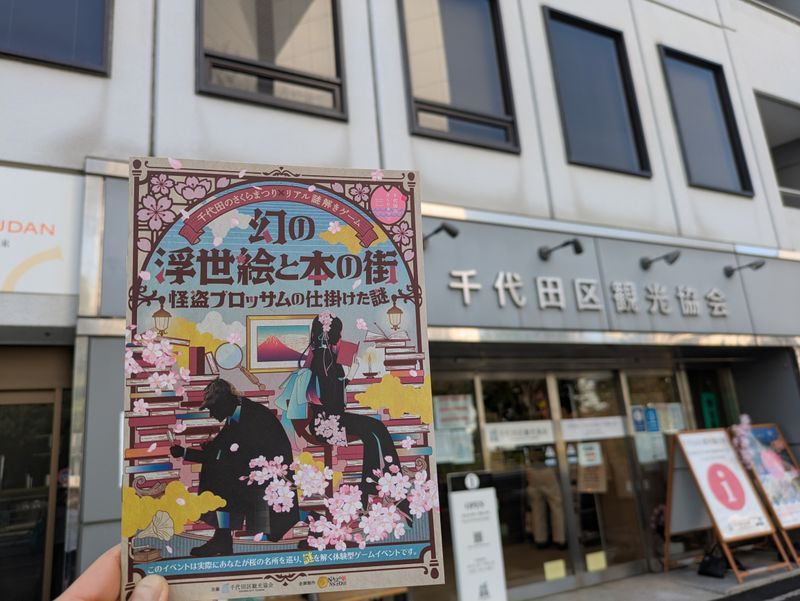 千代田のさくらまつり×リアル謎解きゲーム
幻の
浮世絵と本の街
怪盗ブロッサムの仕掛けた謎
このイベントは実際にあなたが桜の名所を巡り、謎を解く体験型ゲームイベントです。
千代田区観光協会
UDAN
千代田区観光協会
OPEN
i